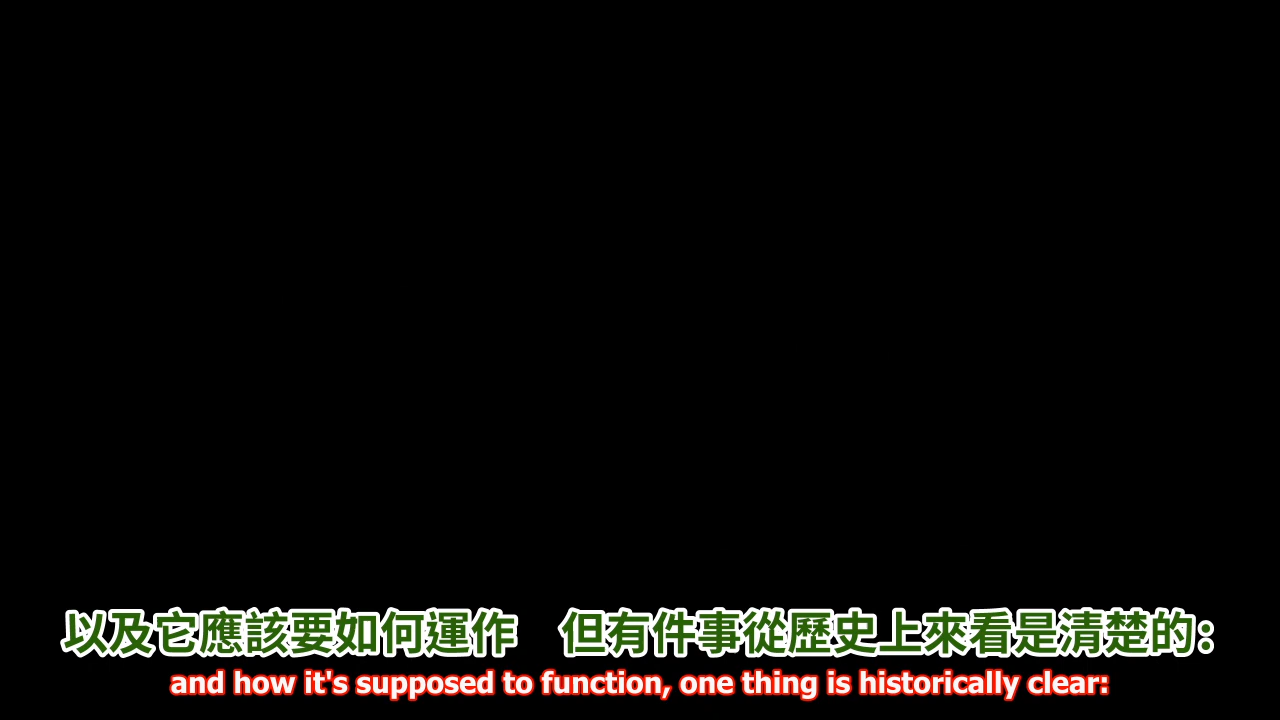 以及它應該要如何運作　但有件事從歷史上來看是清楚的：
and how it's supposed to function, one thing is historically clear: